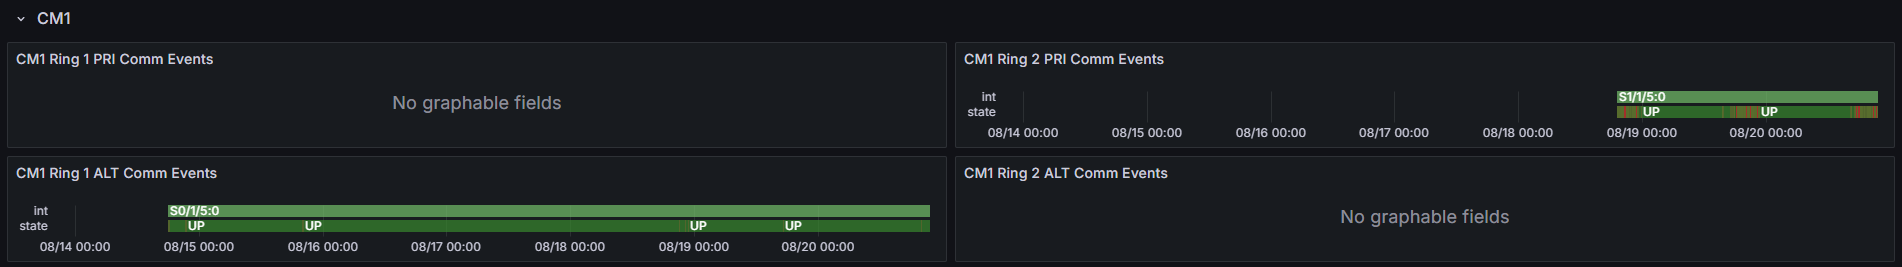 CM1
CM1 Ring 1 PRI Comm Events
No graphable fields
CM1 Ring 2 PRI Comm Events
int
S1/1/5:0
state
UP
UP
08/14 00:00
08/15 00:00
08/16 00:00
08/17 00:00
08/18 00:00
08/19 00:00
08/20 00:00
CM1 Ring 1 ALT Comm Events
int
S0/1/5:0
state
UP
UP
UP
UP
08/14 00:00
08/15 00:00
08/16 00:00
08/17 00:00
08/18 00:00
08/19 00:00
08/20 00:00
CM1 Ring 2 ALT Comm Events
No graphable fields